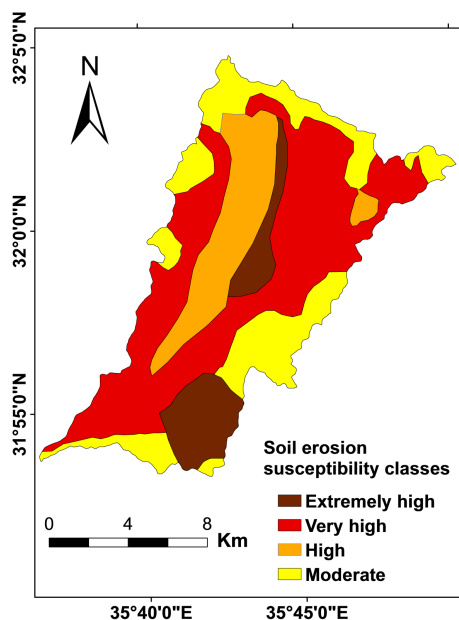 32°5'0"N
N
32°0'0"N
31°55'0"N
Soil erosion
susceptibility classes
Extremely high
Very high
High
Moderate
0 4 8
Km
35°40'0"E 35°45'0"E